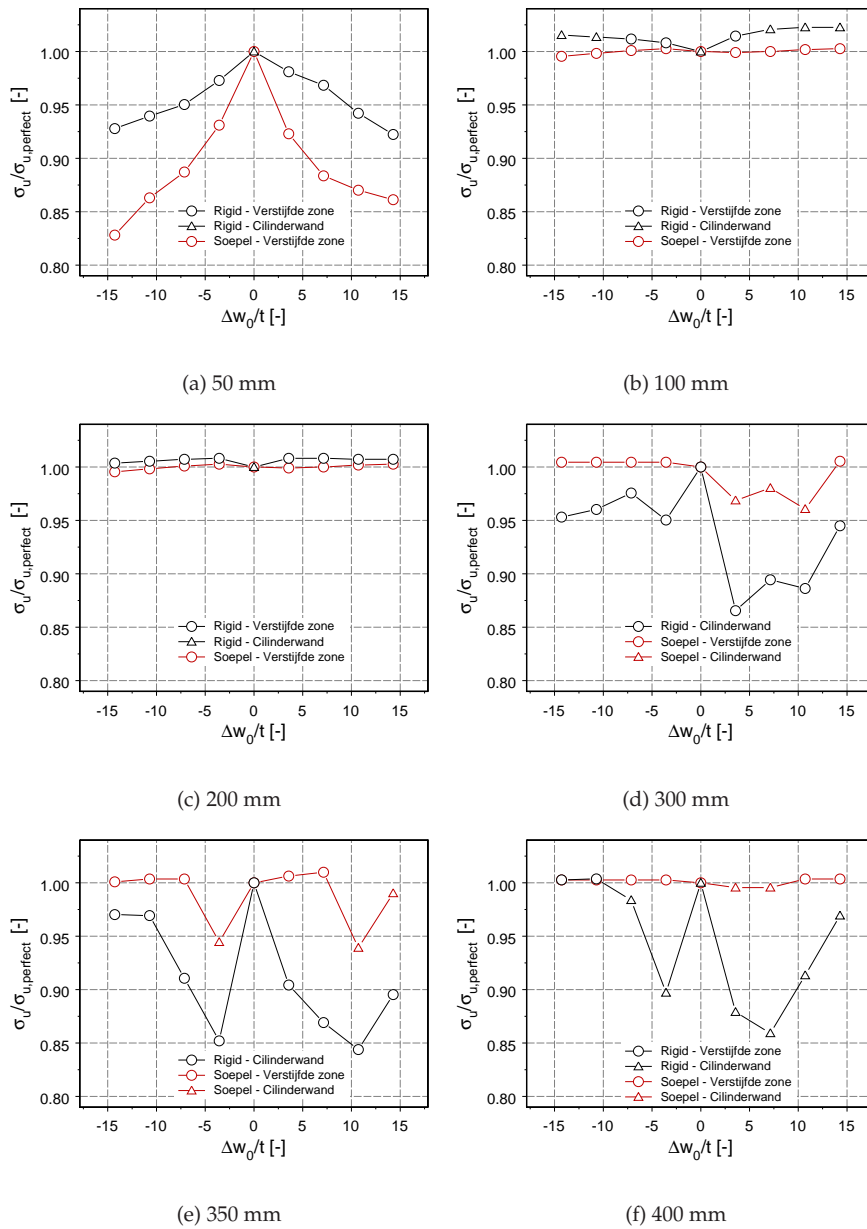 1.00
0.95
0.90
0.85
0.80
σu/σu,perfect [-]
Rigid - Verstijfde zone
Rigid - Cilinderwand
Soepel - Verstijfde zone
-15 -10 -5 0 5 10 15
Δw0/t [-]
(a) 50 mm
1.00
0.95
0.90
0.85
0.80
σu/σu,perfect [-]
Rigid - Verstijfde zone
Rigid - Cilinderwand
Soepel - Verstijfde zone
-15 -10 -5 0 5 10 15
Δw0/t [-]
(b) 100 mm
1.00
0.95
0.90
0.85
0.80
σu/σu,perfect [-]
Rigid - Verstijfde zone
Rigid - Cilinderwand
Soepel - Verstijfde zone
-15 -10 -5 0 5 10 15
Δw0/t [-]
(c) 200 mm
1.00
0.95
0.90
0.85
0.80
σu/σu,perfect [-]
Rigid - Cilinderwand
Soepel - Verstijfde zone
Soepel - Cilinderwand
-15 -10 -5 0 5 10 15
Δw0/t [-]
(d) 300 mm
1.00
0.95
0.90
0.85
0.80
σu/σu,perfect [-]
Rigid - Cilinderwand
Soepel - Verstijfde zone
Soepel - Cilinderwand
-15 -10 -5 0 5 10 15
Δw0/t [-]
(e) 350 mm
1.00
0.95
0.90
0.85
0.80
σu/σu,perfect [-]
Rigid - Verstijfde zone
Rigid - Cilinderwand
Soepel - Verstijfde zone
Soepel - Cilinderwand
-15 -10 -5 0 5 10 15
Δw0/t [-]
(f) 400 mm